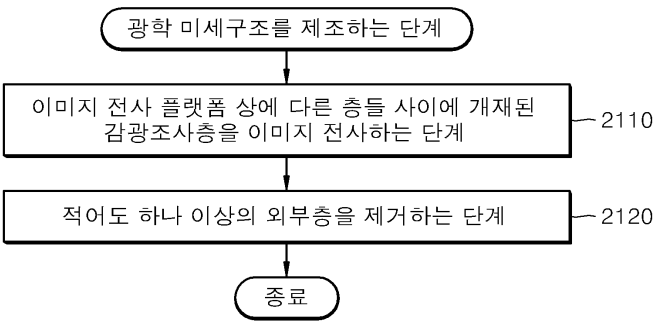 광학 미세구조를 제조하는 단계
이미지 전사 플랫폼 상에 다른 층들 사이에 개재된
감광조사층을 이미지 전사하는 단계
2110
적어도 하나 이상의 외부층을 제거하는 단계
2120
종료